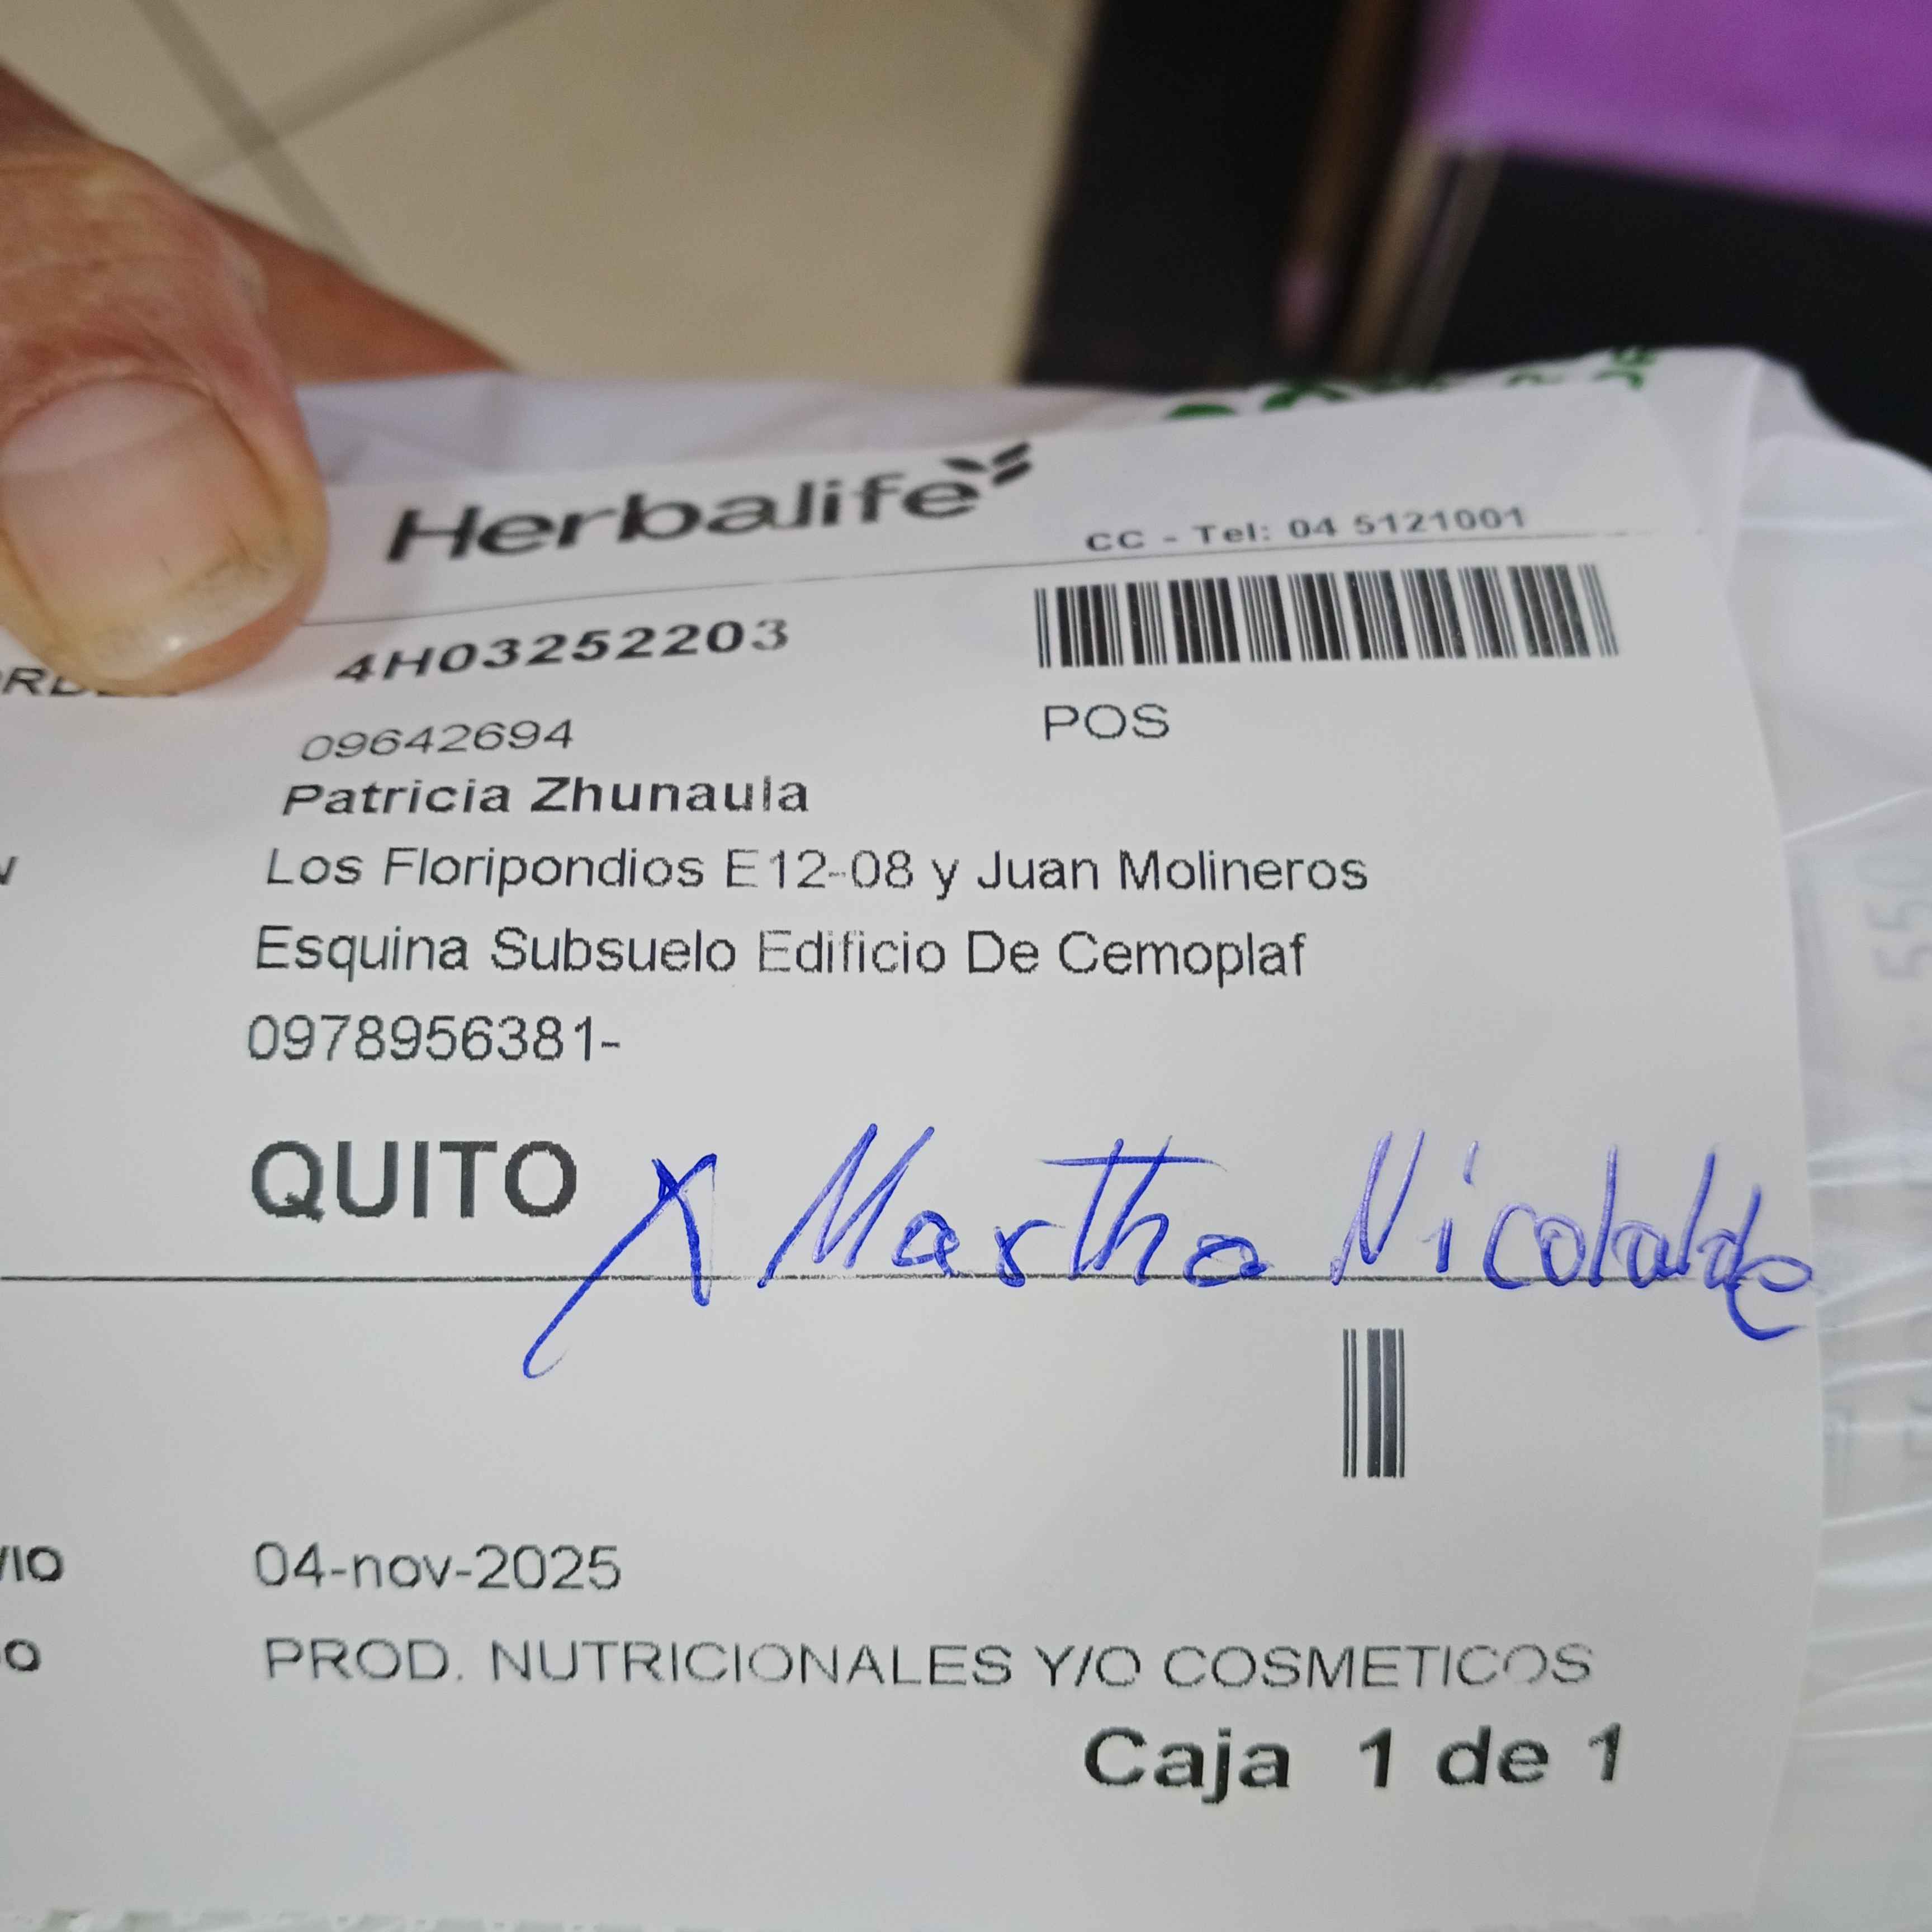 Herbalife
CC - Tel: 04 5121001
4H03252203
09642694
POS
Patricia Zhunaula
Los Floripondios E12-08 y Juan Molineros
Esquina Subsuelo Edificio De Cemoplaf
0978956381-
QUITO
X Martha Nicolalde
04-nov-2025
PROD. NUTRICIONALES Y/O COSMETICOS
Caja 1 de 1